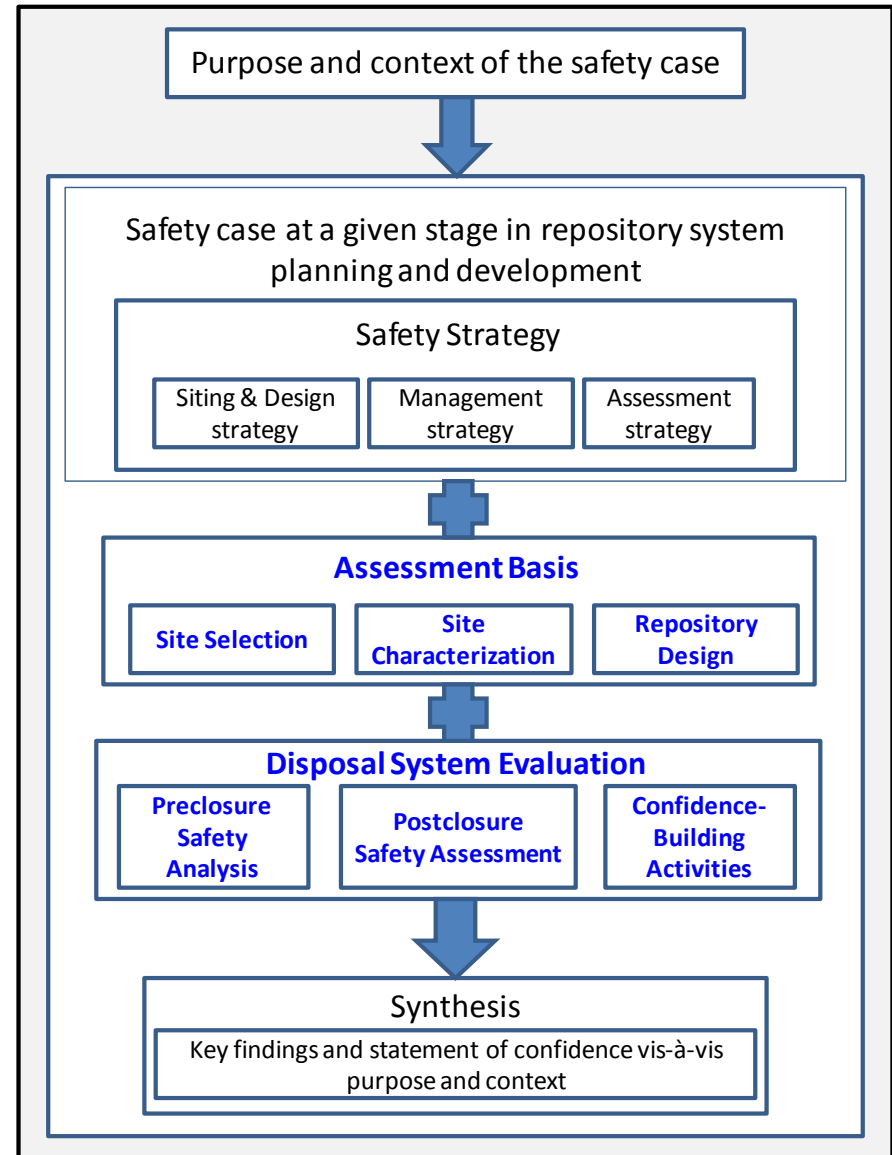 Purpose and context of the safety case
Safety case at a given stage in repository system
planning and development
Safety Strategy
Siting & Design
strategy
Management
strategy
Assessment
strategy
Assessment Basis
Site Selection
Site
Characterization
Repository
Design
Disposal System Evaluation
Preclosure
Safety
Analysis
Postclosure
Safety Assessment
Confidence-
Building
Activities
Synthesis
Key findings and statement of confidence vis-à-vis
purpose and context